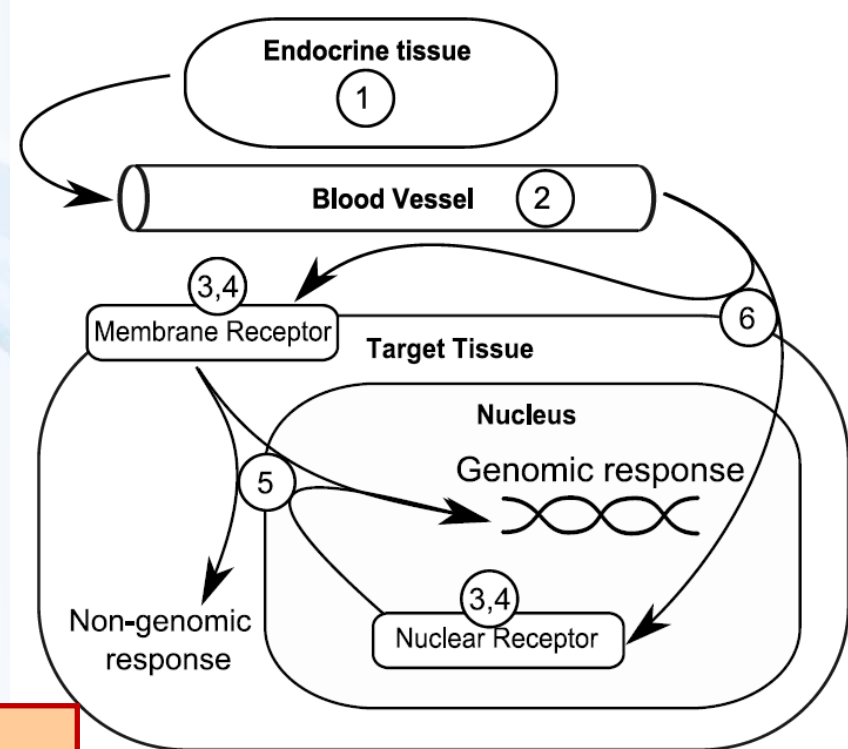 Endocrine tissue
1
Blood Vessel
2
3,4
Membrane Receptor
6
Target Tissue
Nucleus
Genomic response
5
3,4
Nuclear Receptor
Non-genomic
response